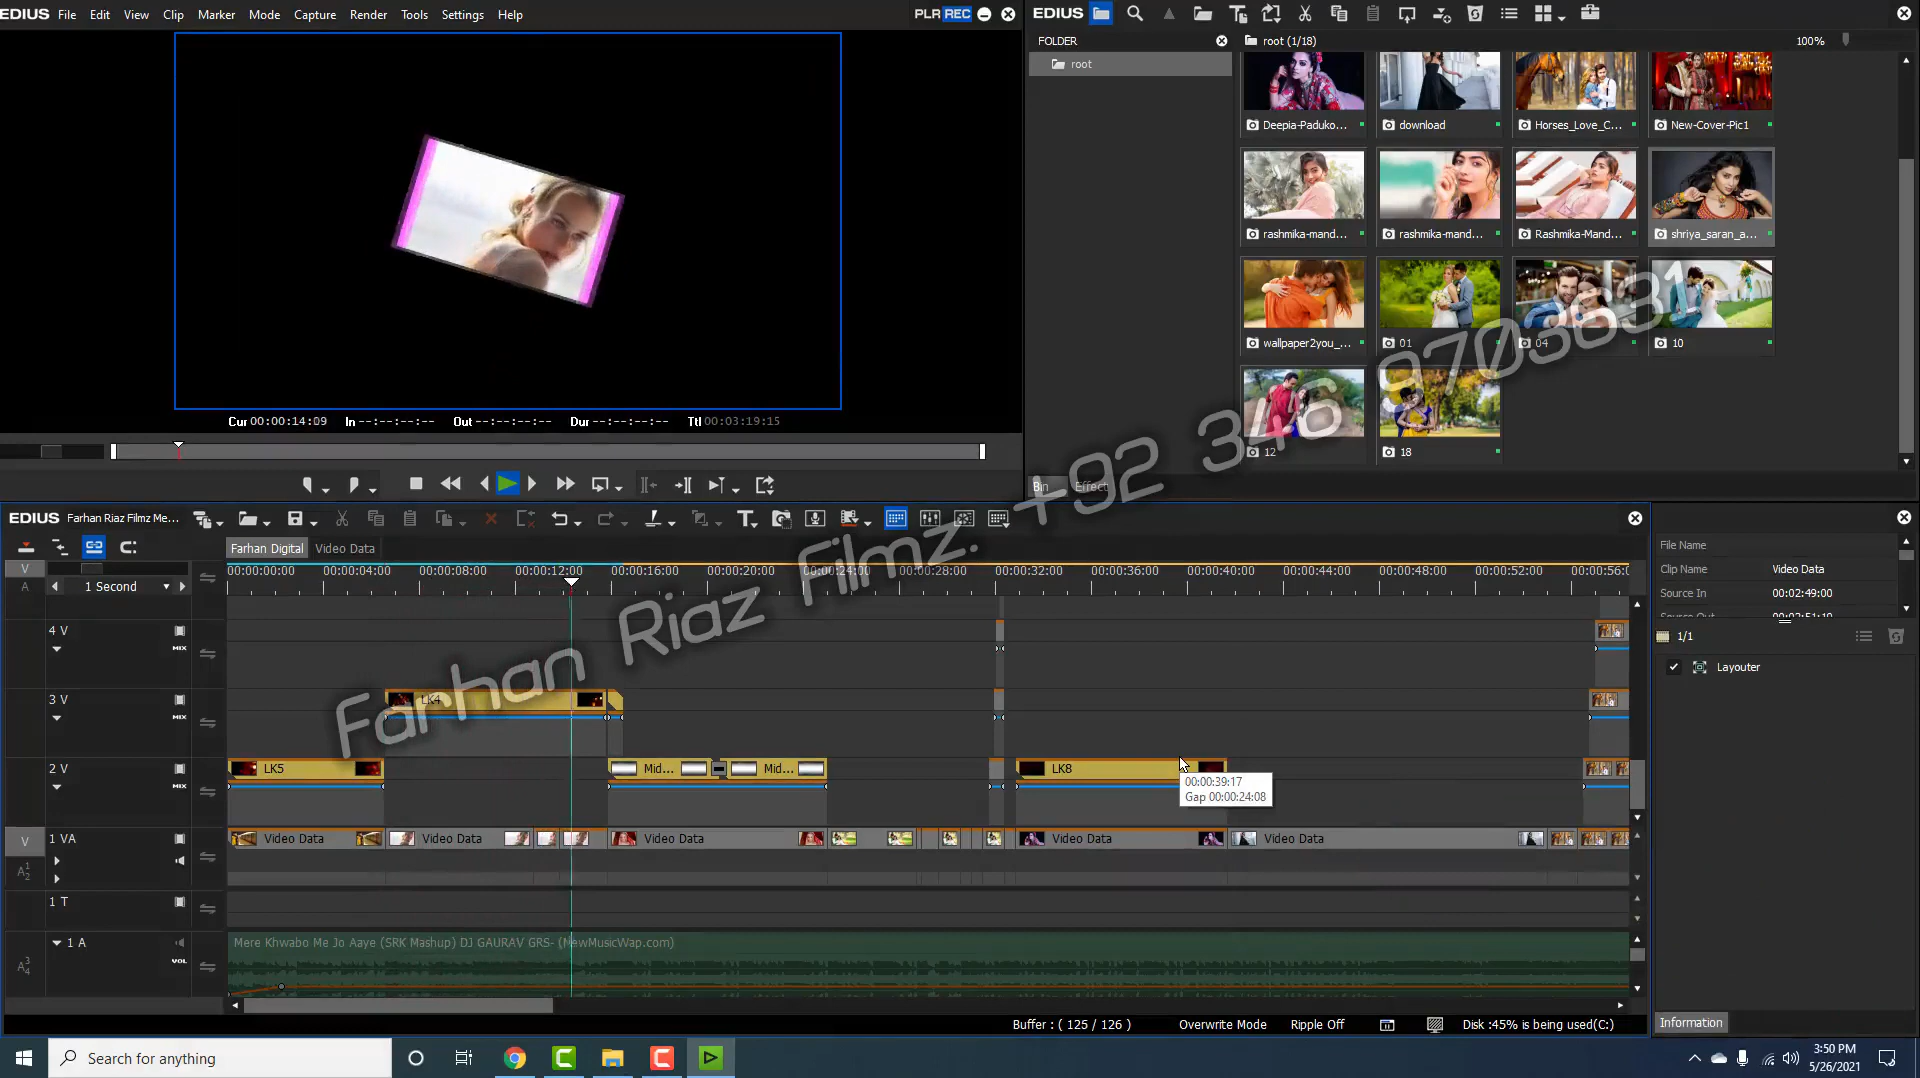 EDIUS File Edit View Clip Marker Mode Capture Render Tools Settings Help
PLR REC
EDIUS
FOLDER
root (1/18)
100%
root
Deepia-Paduko...
download
Horses_Love_C...
New-Cover-Pic1
rashmika-mand...
rashmika-mand...
Rashmika-Mand...
shriya_saran_a...
wallpaper2you_...
01
04
10
12
18
Bin
Effect
Cur 00:00:14:09 In --:--:--:-- Out --:--:--:-- Dur --:--:--:-- Ttl 00:03:19:15
EDIUS Farhan Riaz Filmz Me...
Farhan Digital
Video Data
1 Second
00:00:00:00 00:00:04:00 00:00:08:00 00:00:12:00 00:00:16:00 00:00:20:00 00:00:24:00 00:00:28:00 00:00:32:00 00:00:36:00 00:00:40:00 00:00:44:00 00:00:48:00 00:00:52:00 00:00:56:0
V
A
4 V
MIX
3 V
MIX
LK4
2 V
MIX
LK5
Mid...
Mid...
LK8
00:00:39:17
Gap 00:00:24:08
V
1 VA
A1
2
Video Data
Video Data
Video Data
Video Data
Video Data
1 T
1 A
VOL
A3
4
Mere Khwabo Me Jo Aaye (SRK Mashup) DJ GAURAV GRS- (NewMusicWap.com)
Farhan Riaz Filmz. +92 346 9703631
File Name
Clip Name Video Data
Source In 00:02:49:00
Source Out 00:02:51:19
1/1
Layouter
Information
Buffer : ( 125 / 126 ) Overwrite Mode Ripple Off Disk :45% is being used(C:)
Search for anything
3:50 PM
5/26/2021